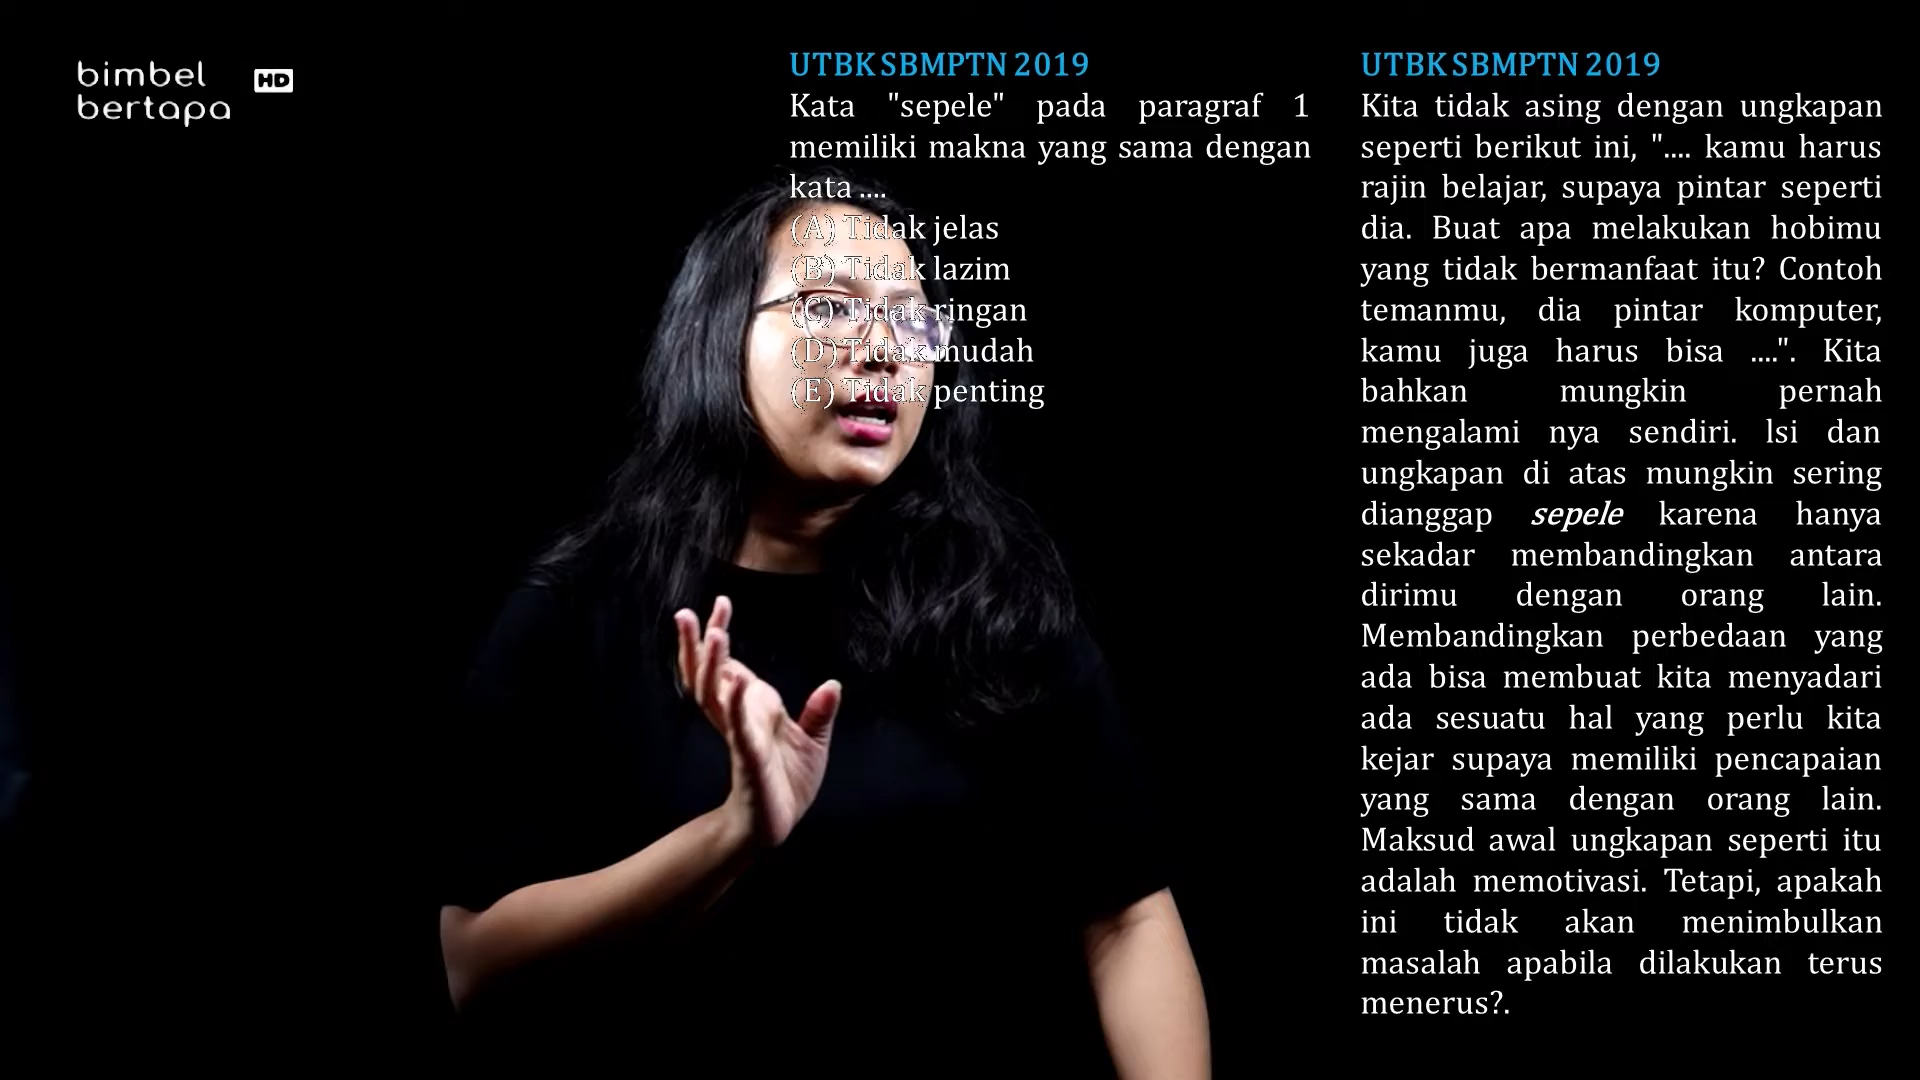 bimbel
bertapa
HD
UTBK SBMPTN 2019
Kata "sepele" pada paragraf 1
memiliki makna yang sama dengan
kata ....
(A) Tidak jelas
(B) Tidak lazim
(C) Tidak ringan
(D) Tidak mudah
(E) Tidak penting
UTBK SBMPTN 2019
Kita tidak asing dengan ungkapan
seperti berikut ini, ".... kamu harus
rajin belajar, supaya pintar seperti
dia. Buat apa melakukan hobimu
yang tidak bermanfaat itu? Contoh
temanmu, dia pintar komputer,
kamu juga harus bisa ....". Kita
bahkan mungkin pernah
mengalami nya sendiri. lsi dan
ungkapan di atas mungkin sering
dianggap sepele karena hanya
sekadar membandingkan antara
dirimu dengan orang lain.
Membandingkan perbedaan yang
ada bisa membuat kita menyadari
ada sesuatu hal yang perlu kita
kejar supaya memiliki pencapaian
yang sama dengan orang lain.
Maksud awal ungkapan seperti itu
adalah memotivasi. Tetapi, apakah
ini tidak akan menimbulkan
masalah apabila dilakukan terus
menerus?.